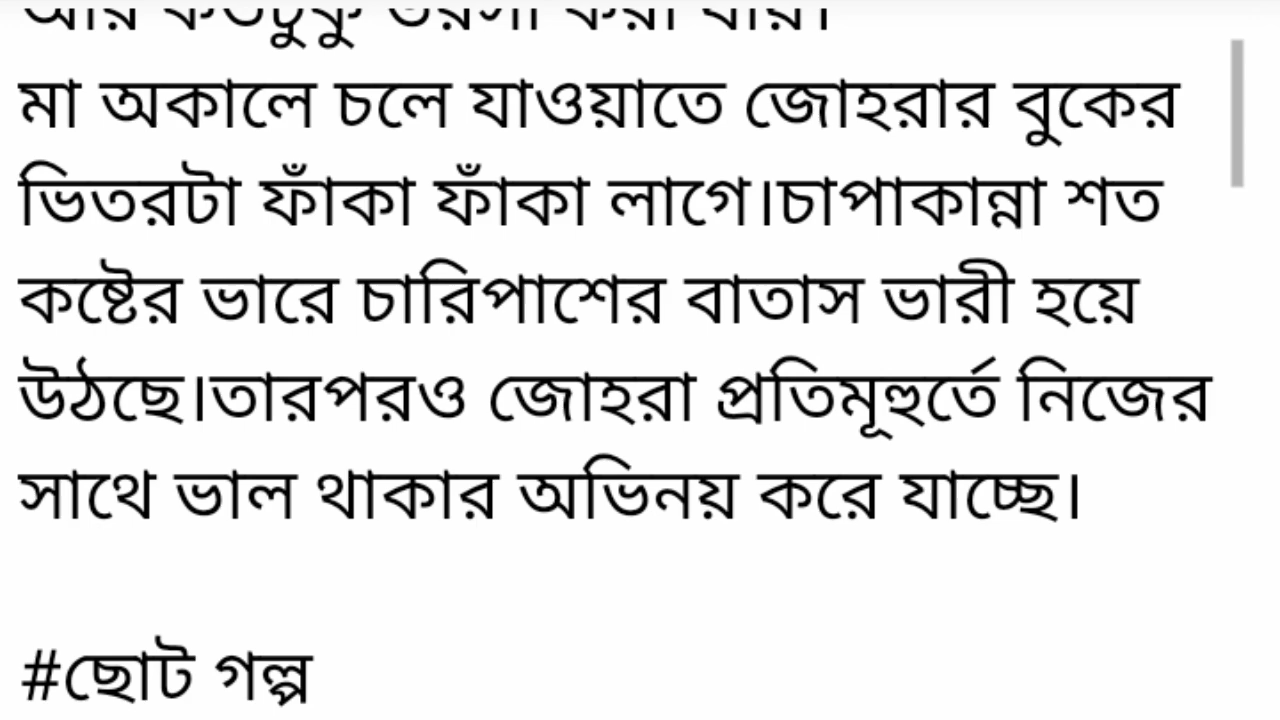 মা অকালে চলে যাওয়াতে জোহরার বুকের
ভিতরটা ফাঁকা ফাঁকা লাগে।চাপাকান্না শত
কষ্টের ভারে চারিপাশের বাতাস ভারী হয়ে
উঠছে।তারপরও জোহরা প্রতিমূহুর্তে নিজের
সাথে ভাল থাকার অভিনয় করে যাচ্ছে।
#ছোট গল্প